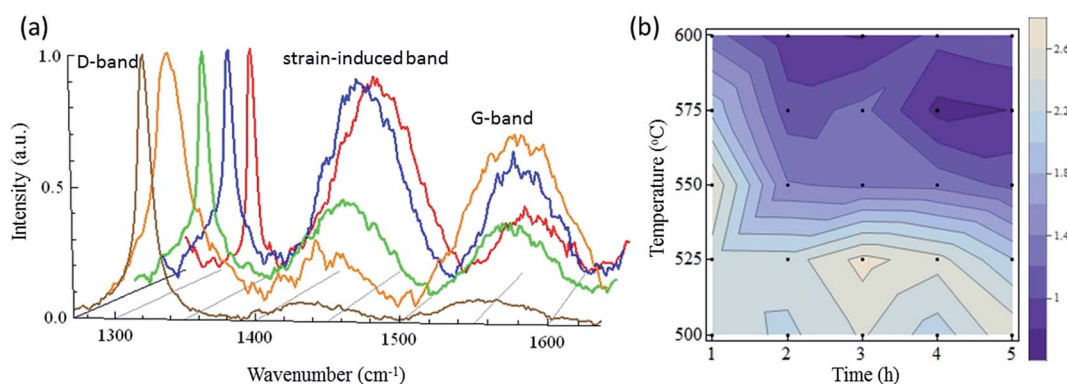 (a)
D-band
strain-induced band
G-band
1.0
0.5
0.0
Intensity (a.u.)
1300
1400
1500
1600
Wavenumber (cm⁻¹)
(b)
600
575
550
525
500
Temperature (°C)
1
2
3
4
5
Time (h)
2.6
2.2
1.8
1.4
1